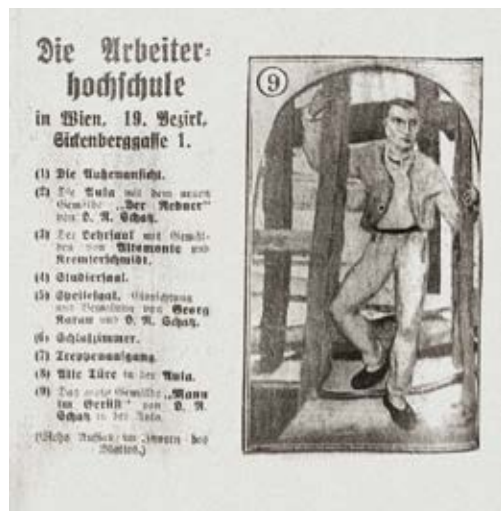 Die Arbeiter-
hochschule
in Wien, 19. Bezirk,
Sickenberggasse 1.
(1) Die Außenansicht.
(2) Die Aula mit dem neuen
Gemälde „Der Redner"
von O. R. Schatz.
(3) Der Lehrsaal mit Gemäl-
den von Altomonte und
Kremserschmidt.
(4) Studiersaal.
(5) Speisesaal, Einrichtung
und Bemalung von Georg
Karau und O. R. Schatz.
(6) Schlafzimmer.
(7) Treppenaufgang.
(8) Alte Türe in der Aula.
(9) Das erste Gemälde „Mann
im Gerüst" von O. R.
Schatz in der Aula.
(Siehe Aufsatz im Innern des
Blattes.)
9